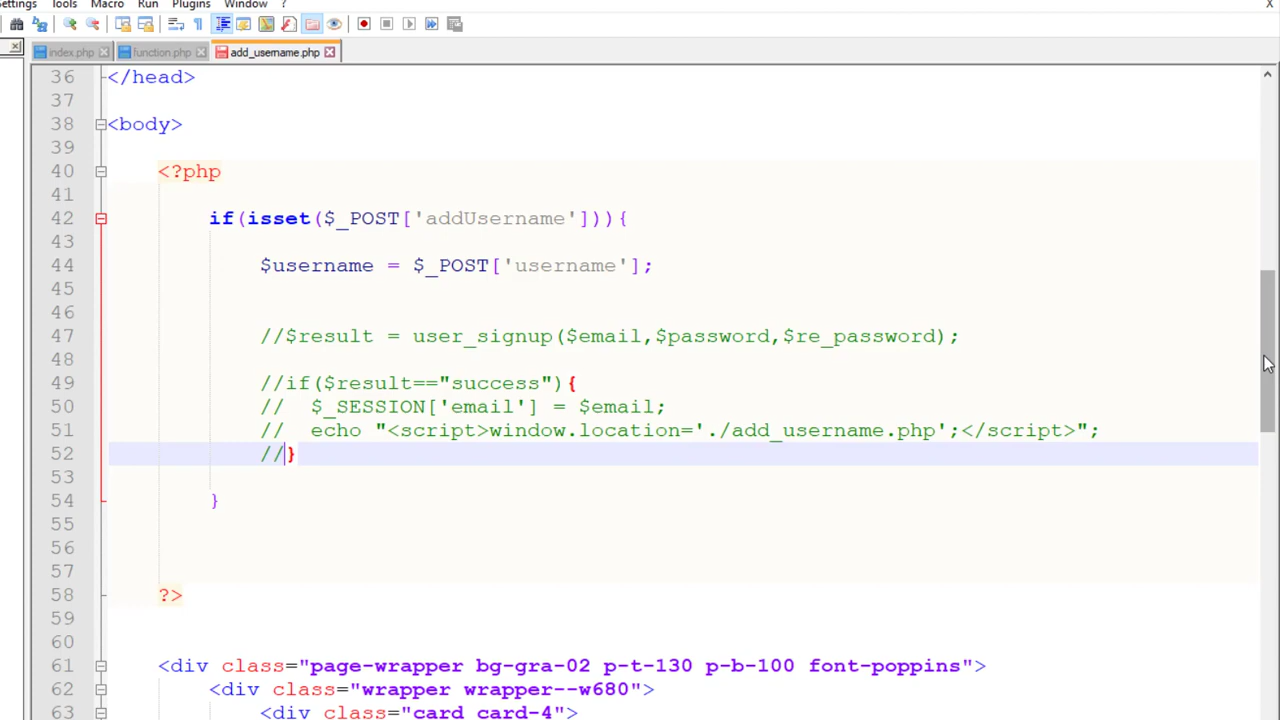 Settings Tools Macro Run Plugins Window ? X
index.php function.php add_username.php
36 </head>
37
38 <body>
39
40 <?php
41
42 if(isset($_POST['addUsername'])){
43
44 $username = $_POST['username'];
45
46
47 //$result = user_signup($email,$password,$re_password);
48
49 //if($result=="success"){
50 // $_SESSION['email'] = $email;
51 // echo "<script>window.location='./add_username.php';</script>";
52 //}
53
54 }
55
56
57
58 ?>
59
60
61 <div class="page-wrapper bg-gra-02 p-t-130 p-b-100 font-poppins">
62 <div class="wrapper wrapper--w680">
63 <div class="card card-4">